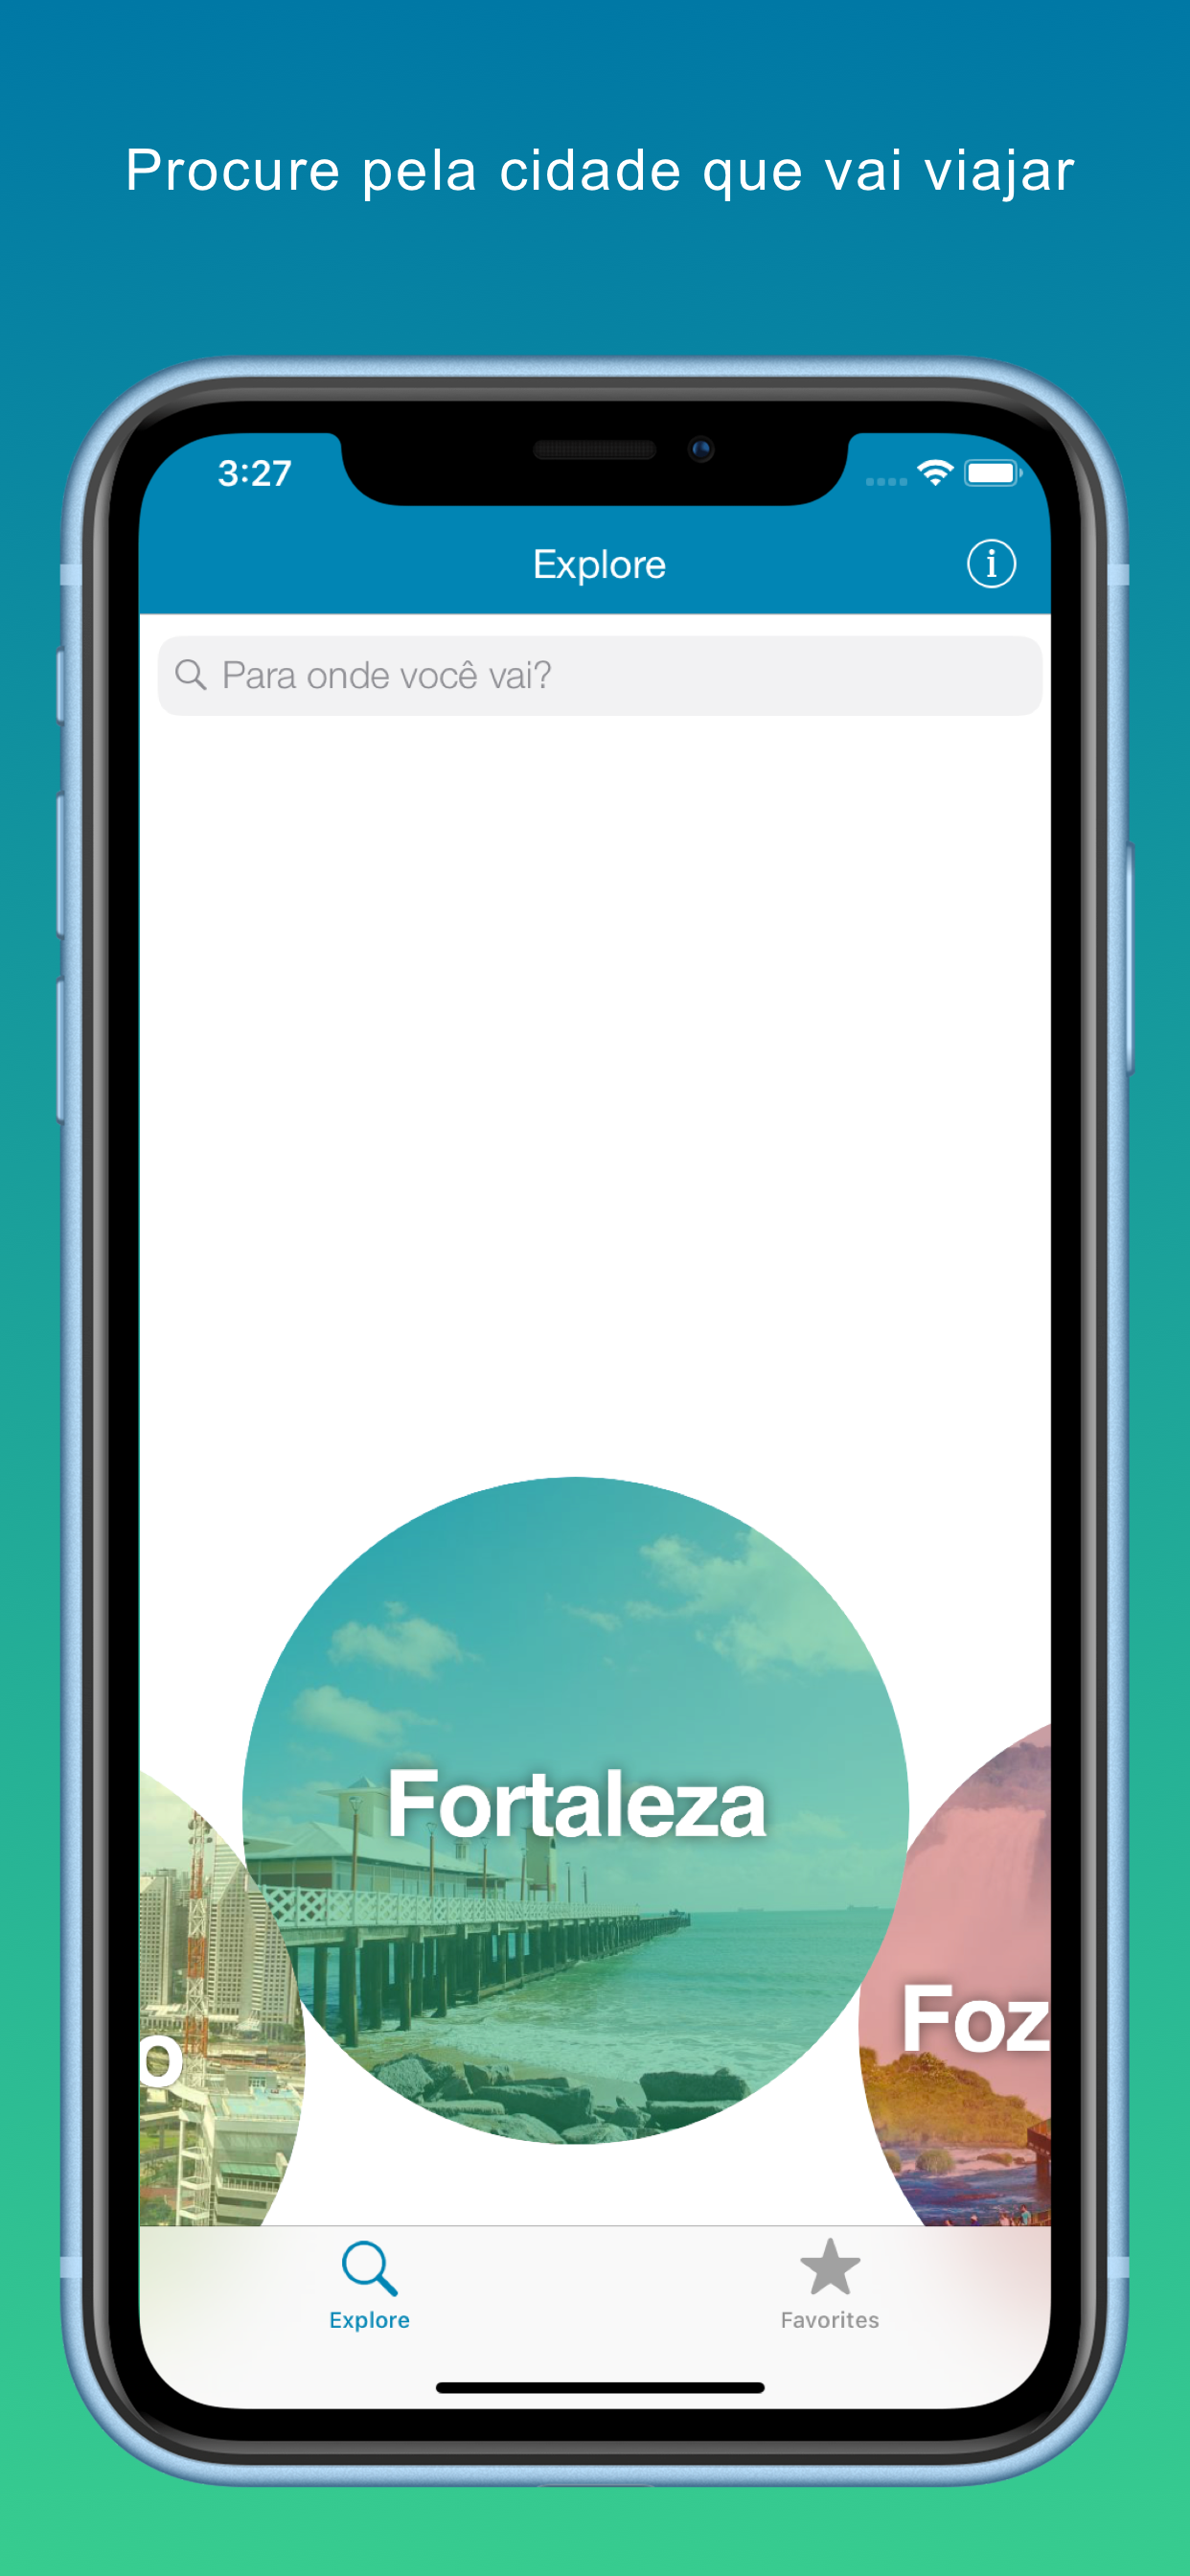 Procure pela cidade que vai viajar
3:27
Explore
Para onde você vai?
Fortaleza
Foz
o
Explore
Favorites